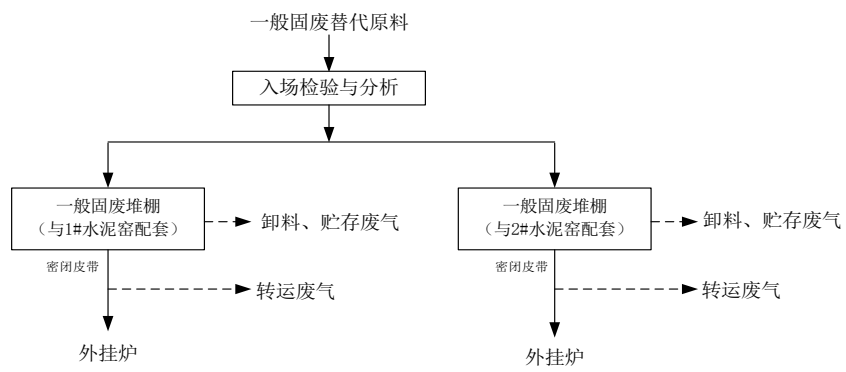 一般固废替代原料
入场检验与分析
一般固废堆棚
（与1#水泥窑配套）
卸料、贮存废气
密闭皮带
转运废气
外挂炉
一般固废堆棚
（与2#水泥窑配套）
卸料、贮存废气
密闭皮带
转运废气
外挂炉